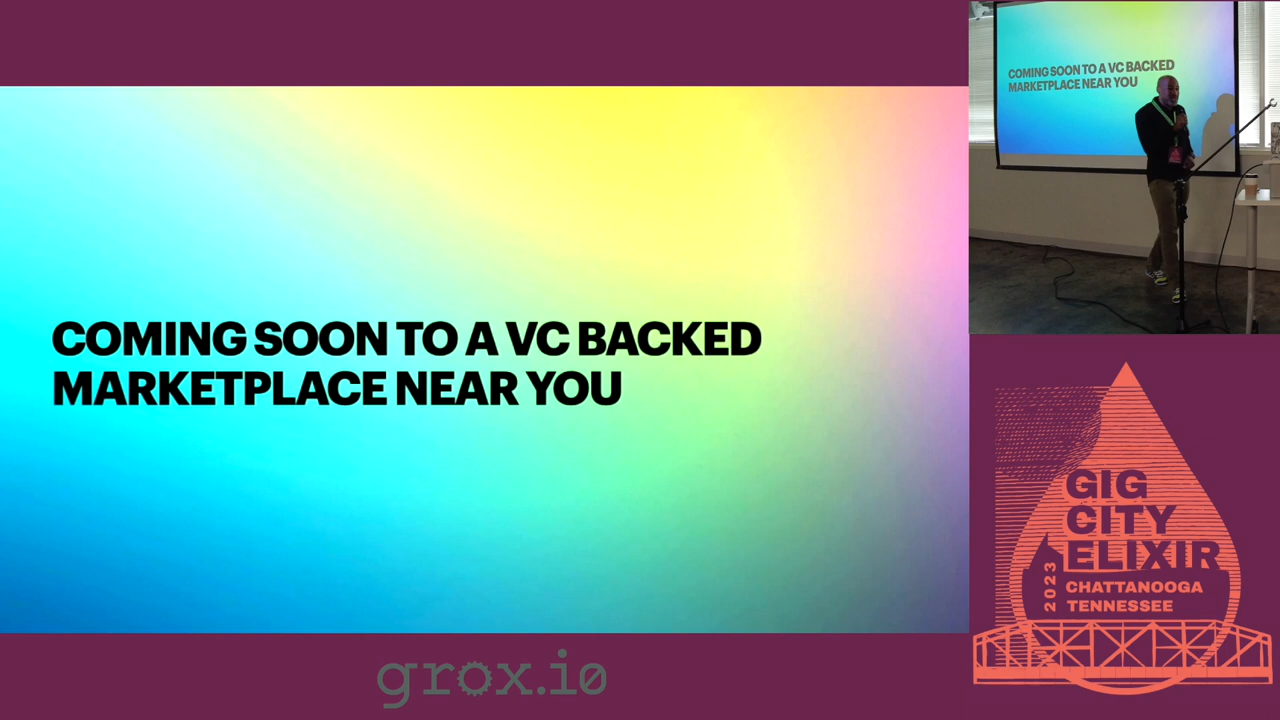 COMING SOON TO A VC BACKED
MARKETPLACE NEAR YOU
COMING SOON TO A VC BACKED
MARKETPLACE NEAR YOU
GIG
CITY
ELIXIR
2023
CHATTANOOGA
TENNESSEE
grox.io